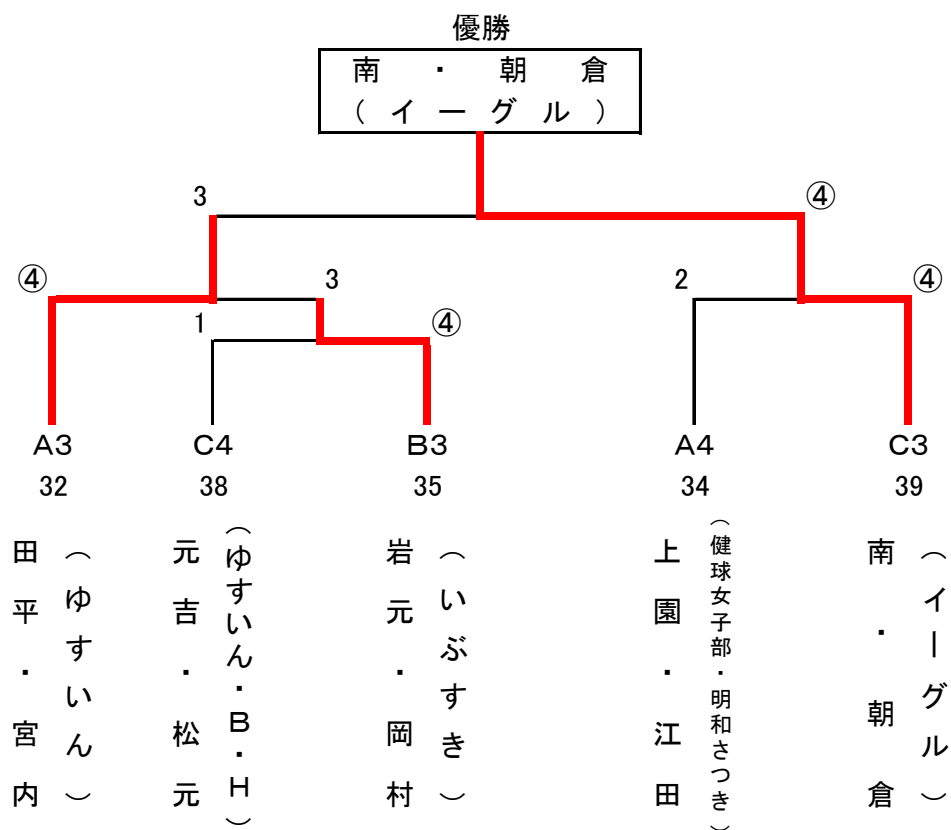 優勝
南・朝倉
(イーグル)
3
④
④
3
2
④
1
④
A3
C4
B3
A4
C3
32
38
35
34
39
田平・宮内
(ゆすいん)
元吉・松元
(ゆすいん・B・H)
岩元・岡村
(いぶすき)
上園・江田
(健球女子部・明和さつき)
南・朝倉
(イーグル)